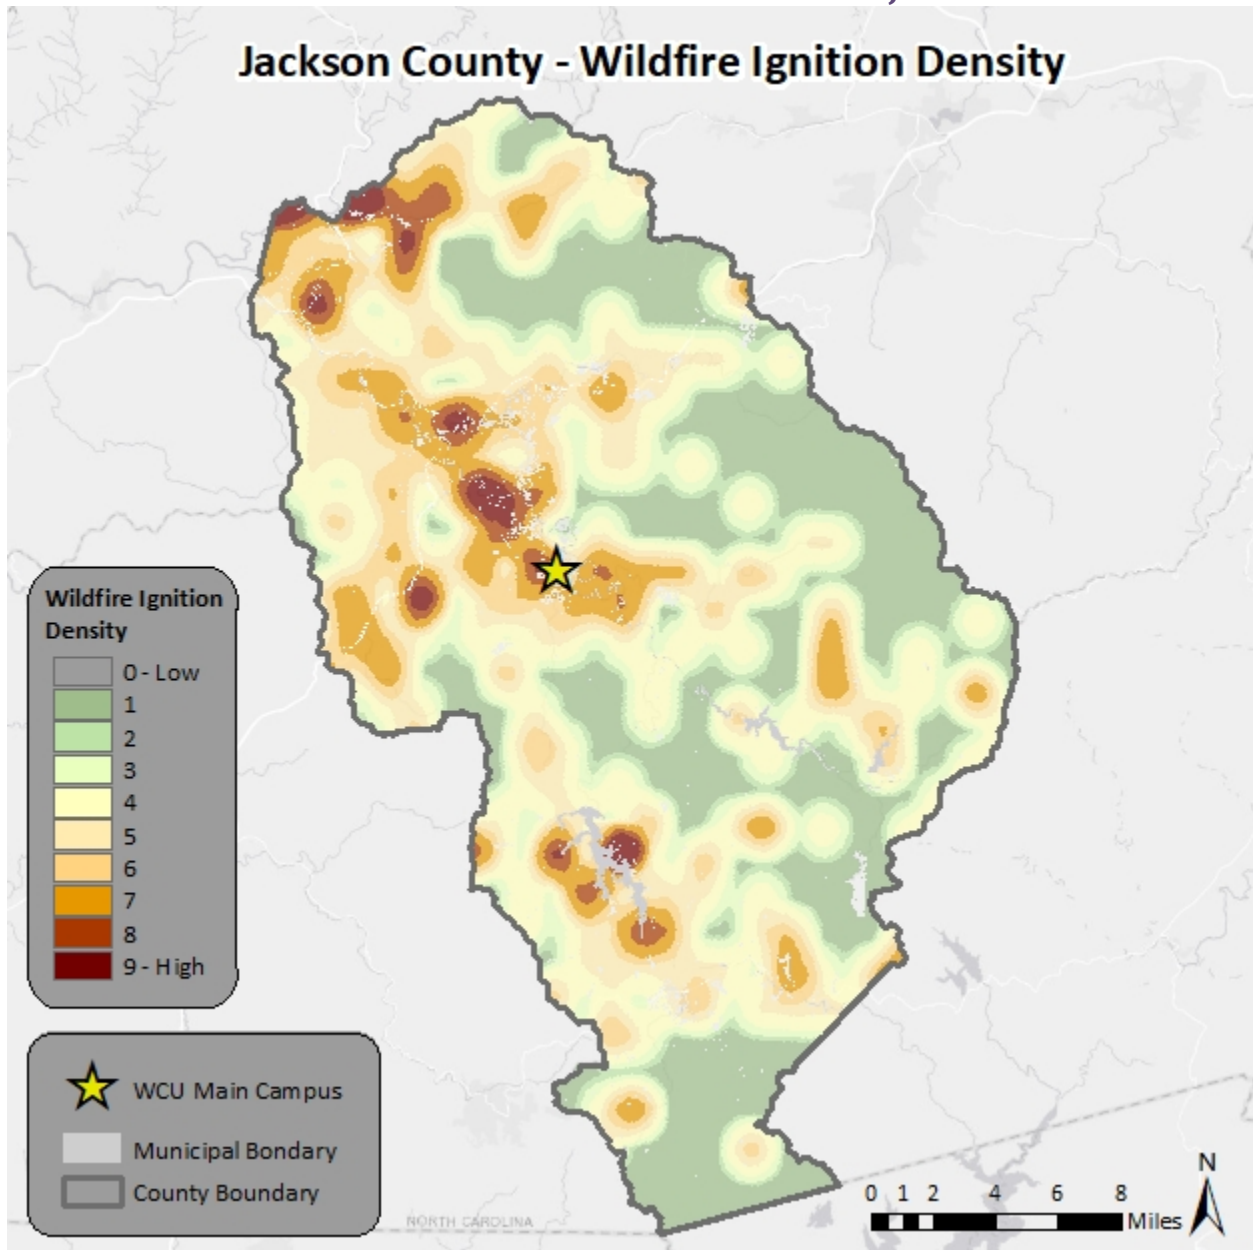 Jackson County - Wildfire Ignition Density
Wildfire Ignition
Density
0 - Low
1
2
3
4
5
6
7
8
9 - High
WCU Main Campus
Municipal Bondary
County Boundary
NORTH CAROLINA
N
0 1 2 4 6 8
Miles